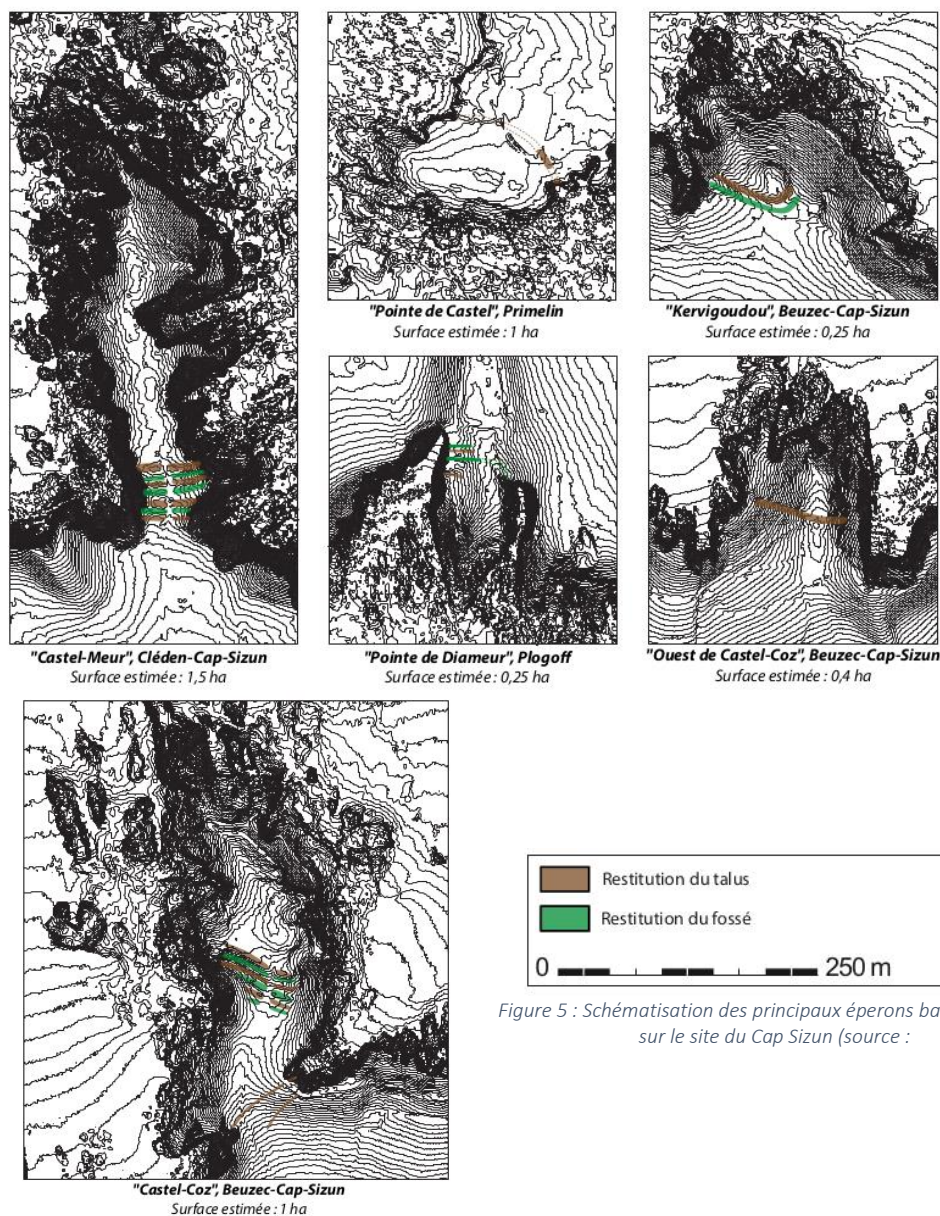 "Castel-Meur", Cléden-Cap-Sizun
Surface estimée : 1,5 ha
"Pointe de Castel", Primelin
Surface estimée : 1 ha
"Kervigoudou", Beuzec-Cap-Sizun
Surface estimée : 0,25 ha
"Pointe de Diameur", Plogoff
Surface estimée : 0,25 ha
"Ouest de Castel-Coz", Beuzec-Cap-Sizun
Surface estimée : 0,4 ha
"Castel-Coz", Beuzec-Cap-Sizun
Surface estimée : 1 ha
Restitution du talus
Restitution du fossé
0 250 m
Figure 5 : Schématisation des principaux éperons ba
sur le site du Cap Sizun (source :